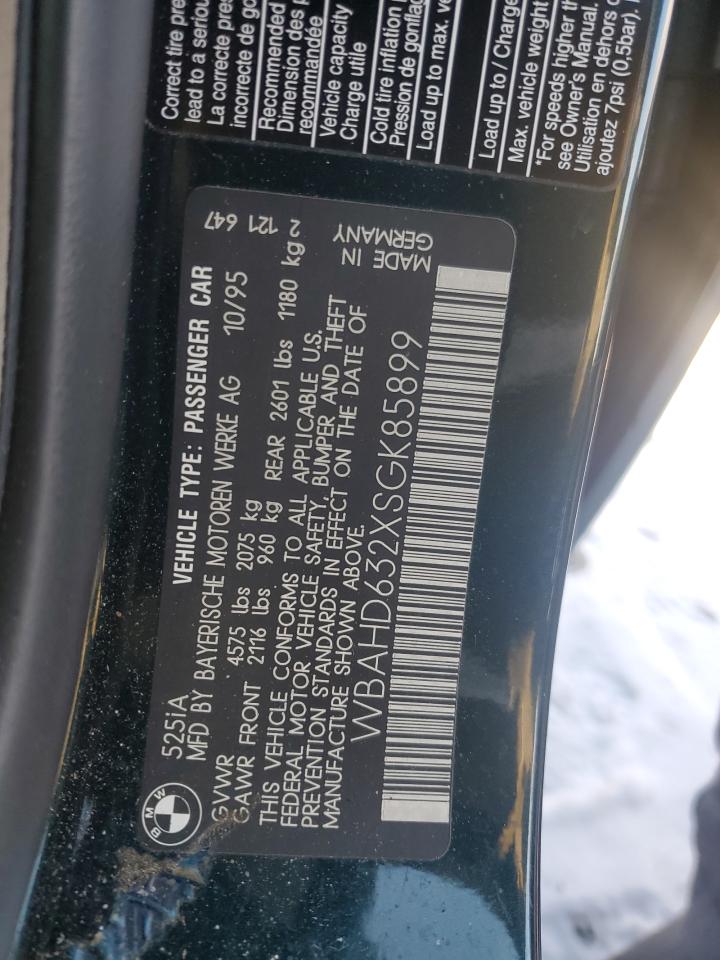 Correct tire pre
lead to a seriou
La correcte pres
incorrecte de go
Recommended
Dimension des p
recommandée
Vehicle capacity
Charge utile
Cold tire inflation p
Pression de gonflag
Load up to max. ve
Load up to / Charge
Max. vehicle weight
*For speeds higher th
see Owner's Manual.
Utilisation en dehors d
ajoutez 7psi (0,5bar),
BMW
525iA VEHICLE TYPE: PASSENGER CAR 121 647
MFD BY BAYERISCHE MOTOREN WERKE AG 10/95
GVWR 4575 lbs 2075 kg
GAWR FRONT 2116 lbs 960 kg REAR 2601 lbs 1180 kg 2
THIS VEHICLE CONFORMS TO ALL APPLICABLE U.S.
FEDERAL MOTOR VEHICLE SAFETY, BUMPER AND THEFT
PREVENTION STANDARDS IN EFFECT ON THE DATE OF
MANUFACTURE SHOWN ABOVE.
MADE IN
GERMANY
WBAHD632XSGK85899